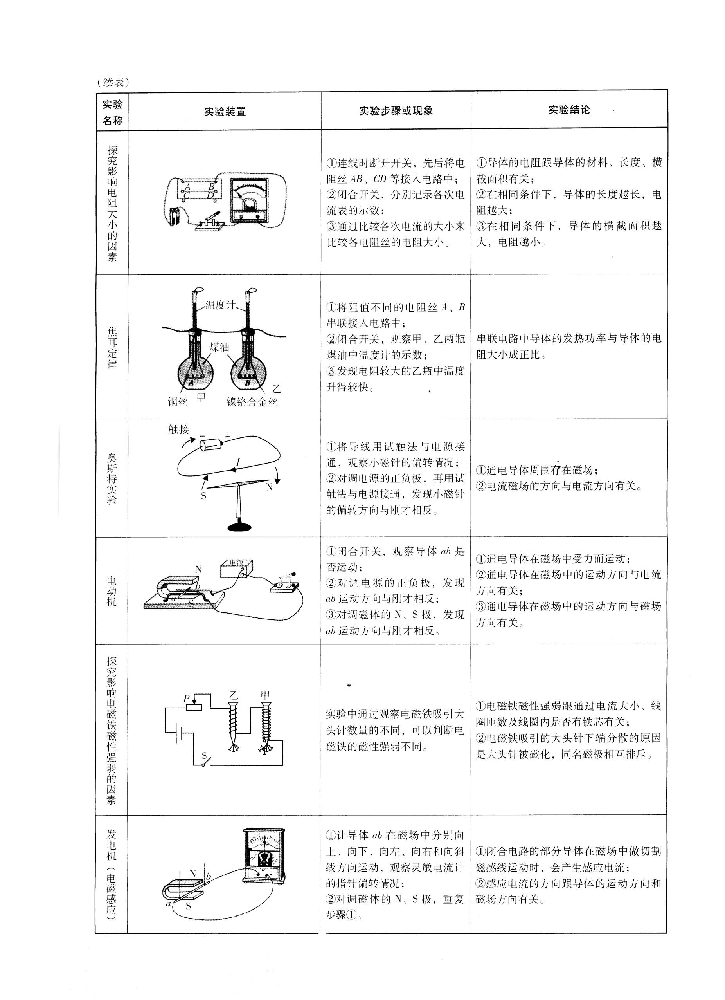 （续表）
实验
名称
实验装置
实验步骤或现象
实验结论
探究影响电阻大小的因素
A
B
C
D
①连线时断开开关，先后将电
阻丝 AB、CD 等接入电路中；
②闭合开关，分别记录各次电
流表的示数；
③通过比较各次电流的大小来
比较各电阻丝的电阻大小。
①导体的电阻跟导体的材料、长度、横
截面积有关；
②在相同条件下，导体的长度越长，电
阻越大；
③在相同条件下，导体的横截面积越
大，电阻越小。
焦耳定律
温度计
煤油
A
B
甲
乙
铜丝
镍铬合金丝
①将阻值不同的电阻丝 A、B
串联接入电路中；
②闭合开关，观察甲、乙两瓶
煤油中温度计的示数；
③发现电阻较大的乙瓶中温度
升得较快。
串联电路中导体的发热功率与导体的电
阻大小成正比。
奥斯特实验
触接
−
+
I
S
N
①将导线用试触法与电源接
通，观察小磁针的偏转情况；
②对调电源的正负极，再用试
触法与电源接通，发现小磁针
的偏转方向与刚才相反。
①通电导体周围存在磁场；
②电流磁场的方向与电流方向有关。
电动机
电源
N
b
a
S
①闭合开关，观察导体 ab 是
否运动；
②对调电源的正负极，发现
ab 运动方向与刚才相反；
③对调磁体的 N、S 极，发现
ab 运动方向与刚才相反。
①通电导体在磁场中受力而运动；
②通电导体在磁场中的运动方向与电流
方向有关；
③通电导体在磁场中的运动方向与磁场
方向有关。
探究影响电磁铁磁性强弱的因素
P
乙
甲
S
实验中通过观察电磁铁吸引大
头针数量的不同，可以判断电
磁铁的磁性强弱不同。
①电磁铁磁性强弱跟通过电流大小、线
圈匝数及线圈内是否有铁芯有关；
②电磁铁吸引的大头针下端分散的原因
是大头针被磁化，同名磁极相互排斥。
发电机（电磁感应）
N
b
a
S
①让导体 ab 在磁场中分别向
上、向下、向左、向右和向斜
线方向运动，观察灵敏电流计
的指针偏转情况；
②对调磁体的 N、S 极，重复
步骤①。
①闭合电路的部分导体在磁场中做切割
磁感线运动时，会产生感应电流；
②感应电流的方向跟导体的运动方向和
磁场方向有关。